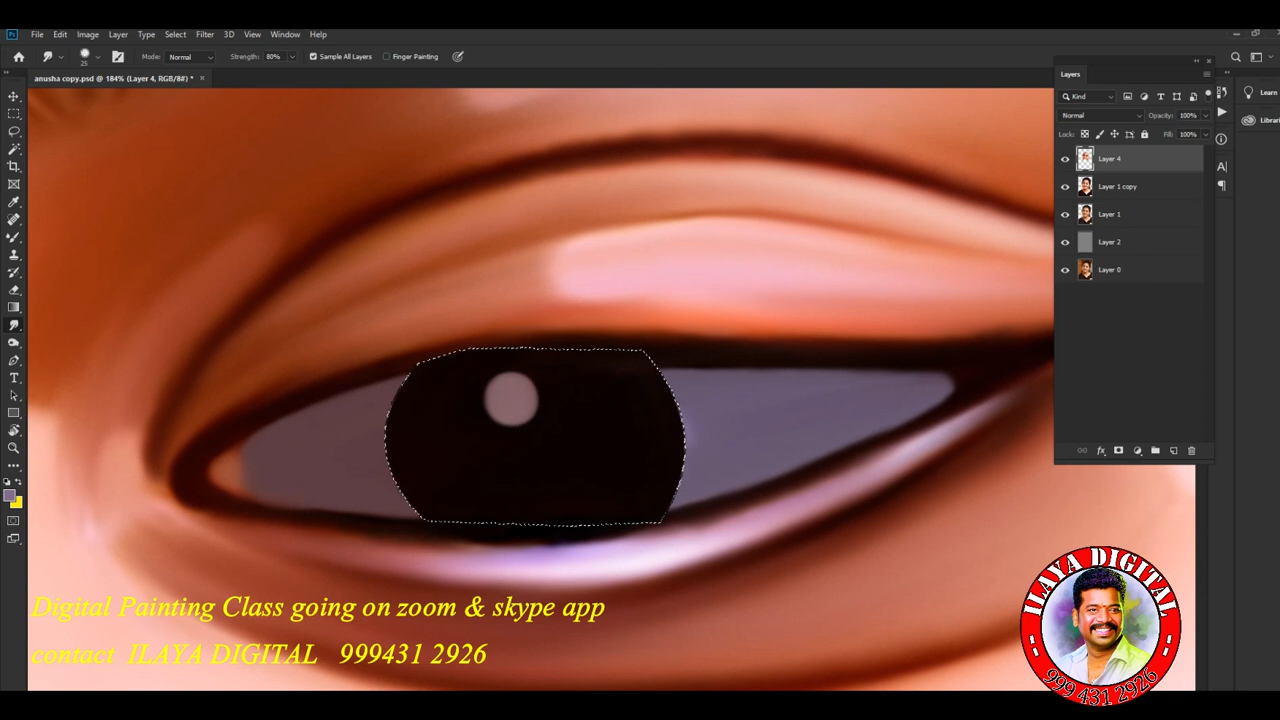 File Edit Image Layer Type Select Filter 3D View Window Help
25 Mode: Normal Strength: 80% Sample All Layers Finger Painting
anusha copy.psd @ 184% (Layer 4, RGB/8#) * ×
Layers
Kind
Normal Opacity: 100%
Lock: Fill: 100%
Layer 4
Layer 1 copy
Layer 1
Layer 2
Layer 0
Learn
Librari
Digital Painting Class going on zoom & skype app
contact ILAYA DIGITAL 999431 2926
ILAYA DIGITAL
999 431 2926